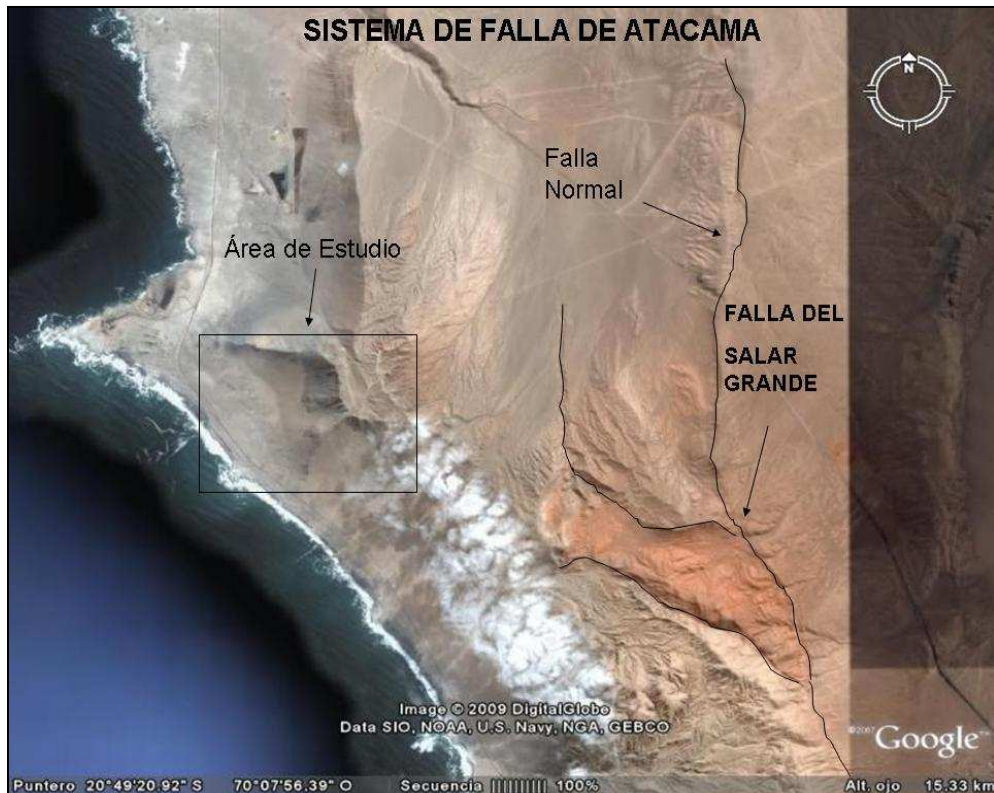 SISTEMA DE FALLA DE ATACAMA
N
Falla
Normal
Área de Estudio
FALLA DEL
SALAR
GRANDE
Image © 2009 DigitalGlobe
Data SIO, NOAA, U.S. Navy, NGA, GEBCO
©2007 Google™
Puntero 20°49'20.92" S 70°07'56.39" O Secuencia |||||||||| 100% Alt. ojo 15.33 km